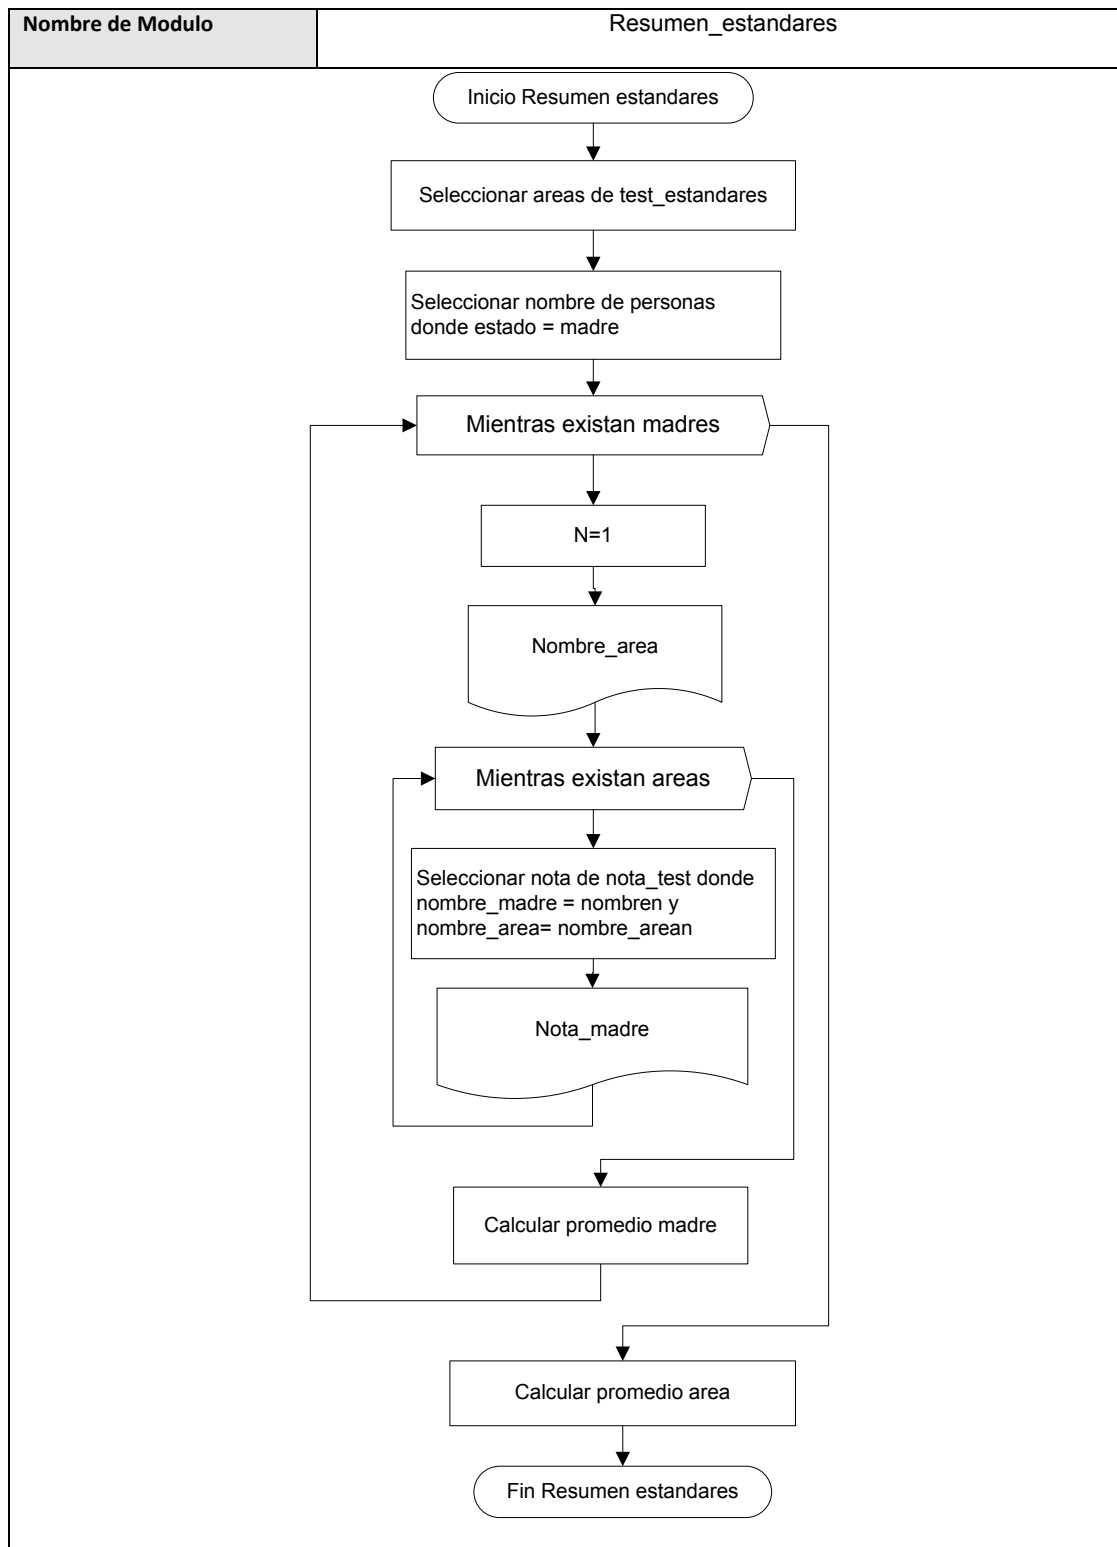 Nombre de Modulo
Resumen_estandares
Inicio Resumen estandares
Seleccionar areas de test_estandares
Seleccionar nombre de personas
donde estado = madre
Mientras existan madres
N=1
Nombre_area
Mientras existan areas
Seleccionar nota de nota_test donde
nombre_madre = nombren y
nombre_area= nombre_arean
Nota_madre
Calcular promedio madre
Calcular promedio area
Fin Resumen estandares